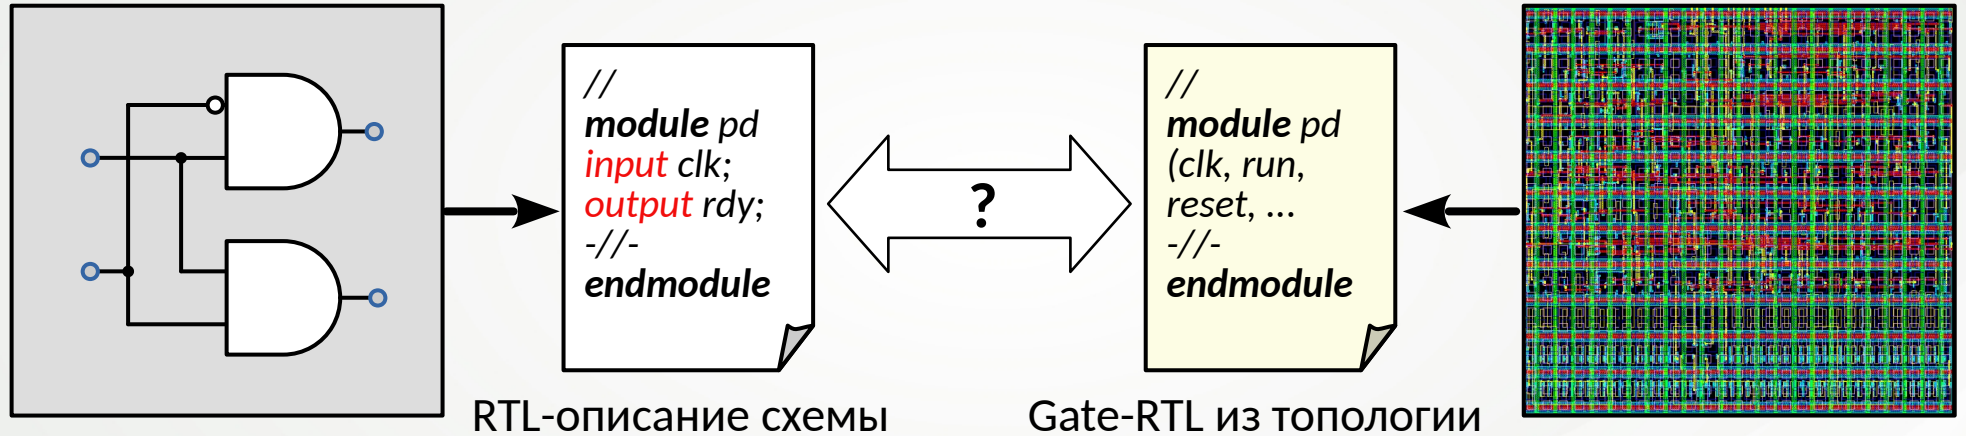 //
module pd
input clk;
output rdy;
-//-
endmodule
?
//
module pd
(clk, run,
reset, ...
-//-
endmodule
RTL-описание схемы
Gate-RTL из топологии